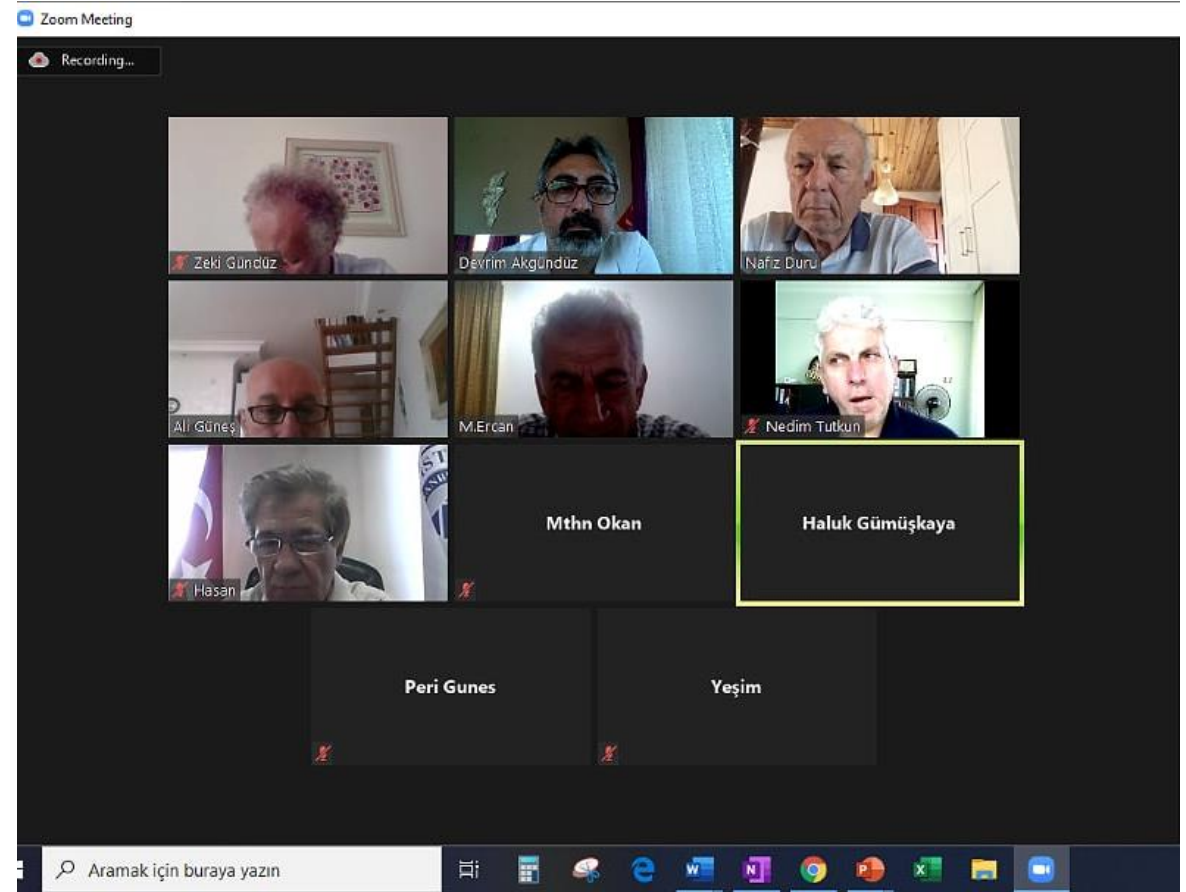 Zoom Meeting
Recording...
Zeki Gündüz
Devrim Akgündüz
Nafiz Duru
Ali Güneş
M.Ercan
Nedim Tutkun
Hasan
Mthn Okan
Haluk Gümüşkaya
Peri Gunes
Yeşim
Aramak için buraya yazın